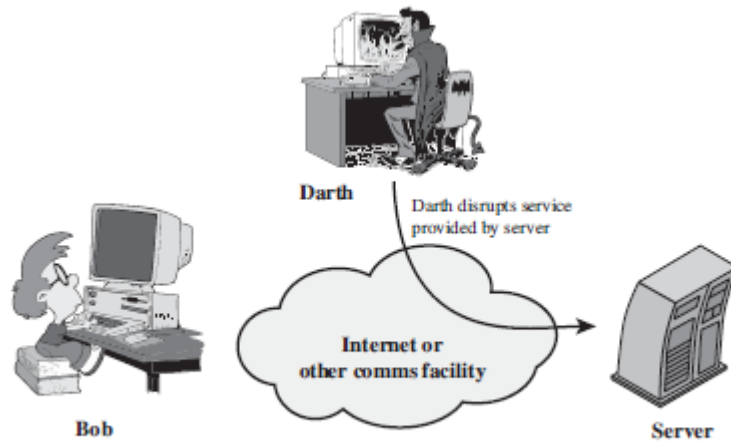 Darth
Darth disrupts service
provided by server
Internet or
other comms facility
Bob
Server